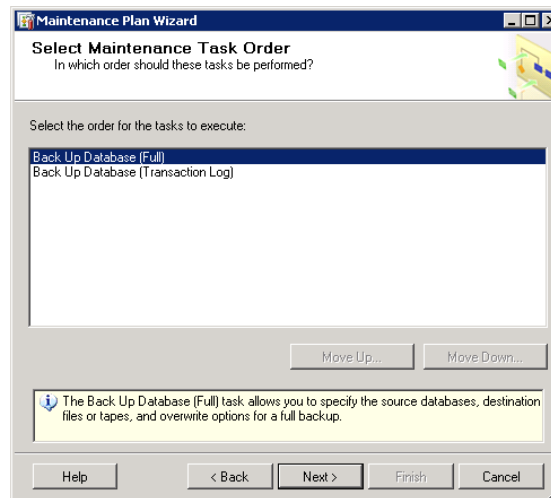 Maintenance Plan Wizard
Select Maintenance Task Order
In which order should these tasks be performed?
Select the order for the tasks to execute:
Back Up Database (Full)
Back Up Database (Transaction Log)
Move Up...
Move Down...
The Back Up Database (Full) task allows you to specify the source databases, destination
files or tapes, and overwrite options for a full backup.
Help
< Back
Next >
Finish
Cancel